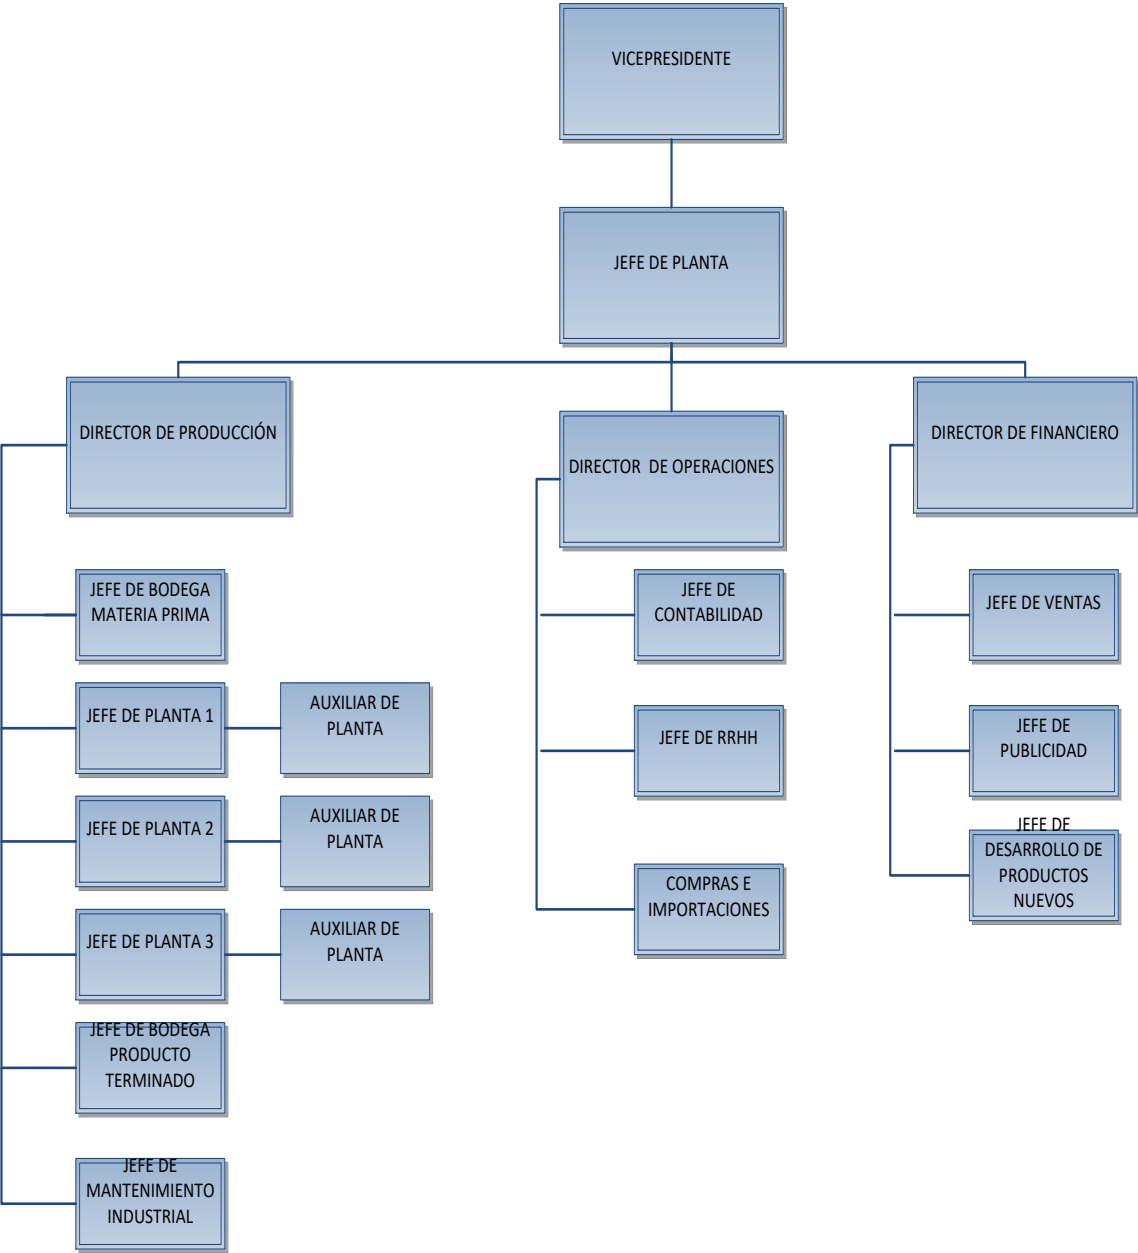 VICEPRESIDENTE
JEFE DE PLANTA
DIRECTOR DE PRODUCCIÓN
DIRECTOR DE OPERACIONES
DIRECTOR DE FINANCIERO
JEFE DE BODEGA
MATERIA PRIMA
JEFE DE PLANTA 1
AUXILIAR DE
PLANTA
JEFE DE PLANTA 2
AUXILIAR DE
PLANTA
JEFE DE PLANTA 3
AUXILIAR DE
PLANTA
JEFE DE BODEGA
PRODUCTO
TERMINADO
JEFE DE
MANTENIMIENTO
INDUSTRIAL
JEFE DE
CONTABILIDAD
JEFE DE RRHH
COMPRAS E
IMPORTACIONES
JEFE DE VENTAS
JEFE DE
PUBLICIDAD
JEFE DE
DESARROLLO DE
PRODUCTOS
NUEVOS